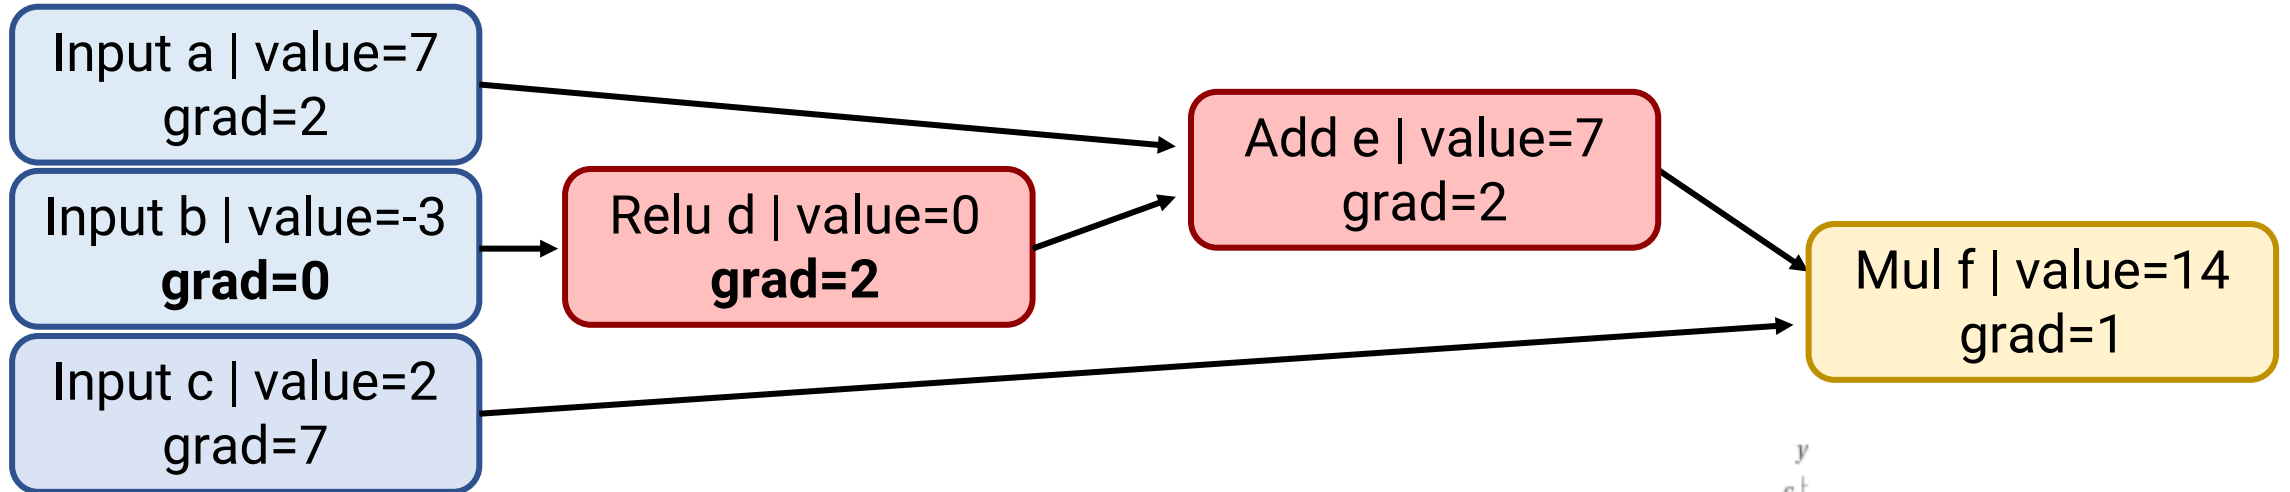 Input a | value=7
grad=2
Input b | value=-3
grad=0
Input c | value=2
grad=7
Relu d | value=0
grad=2
Add e | value=7
grad=2
Mul f | value=14
grad=1
y